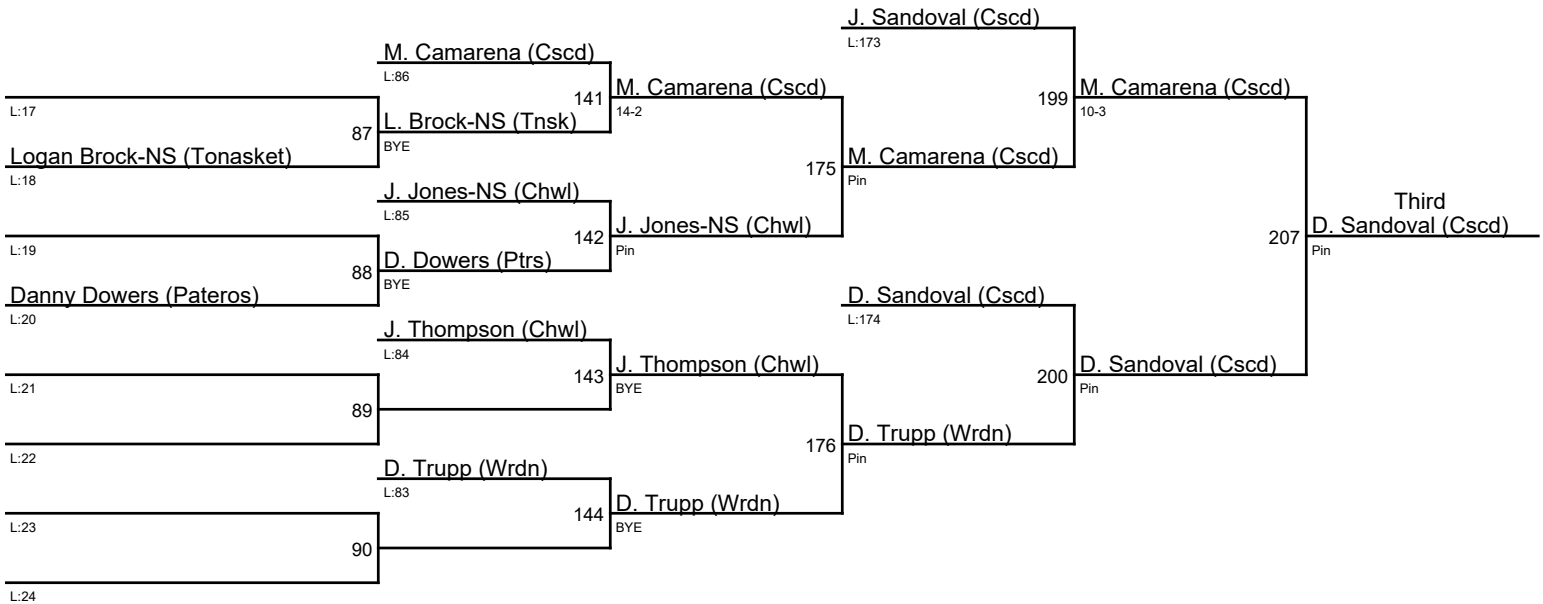 L:17
87
Logan Brock-NS (Tonasket)
L:18
L:19
88
Danny Dowers (Pateros)
L:20
L:21
89
L:22
L:23
90
L:24
M. Camarena (Cscd)
L:86
141
L. Brock-NS (Tnsk)
BYE
J. Jones-NS (Chwl)
L:85
142
D. Dowers (Ptrs)
BYE
J. Thompson (Chwl)
L:84
143
D. Trupp (Wrdn)
L:83
144
M. Camarena (Cscd)
14-2
175
J. Jones-NS (Chwl)
Pin
J. Thompson (Chwl)
BYE
176
D. Trupp (Wrdn)
BYE
J. Sandoval (Cscd)
L:173
199
M. Camarena (Cscd)
Pin
D. Sandoval (Cscd)
L:174
200
D. Trupp (Wrdn)
Pin
M. Camarena (Cscd)
10-3
207
D. Sandoval (Cscd)
Pin
Third
D. Sandoval (Cscd)
Pin